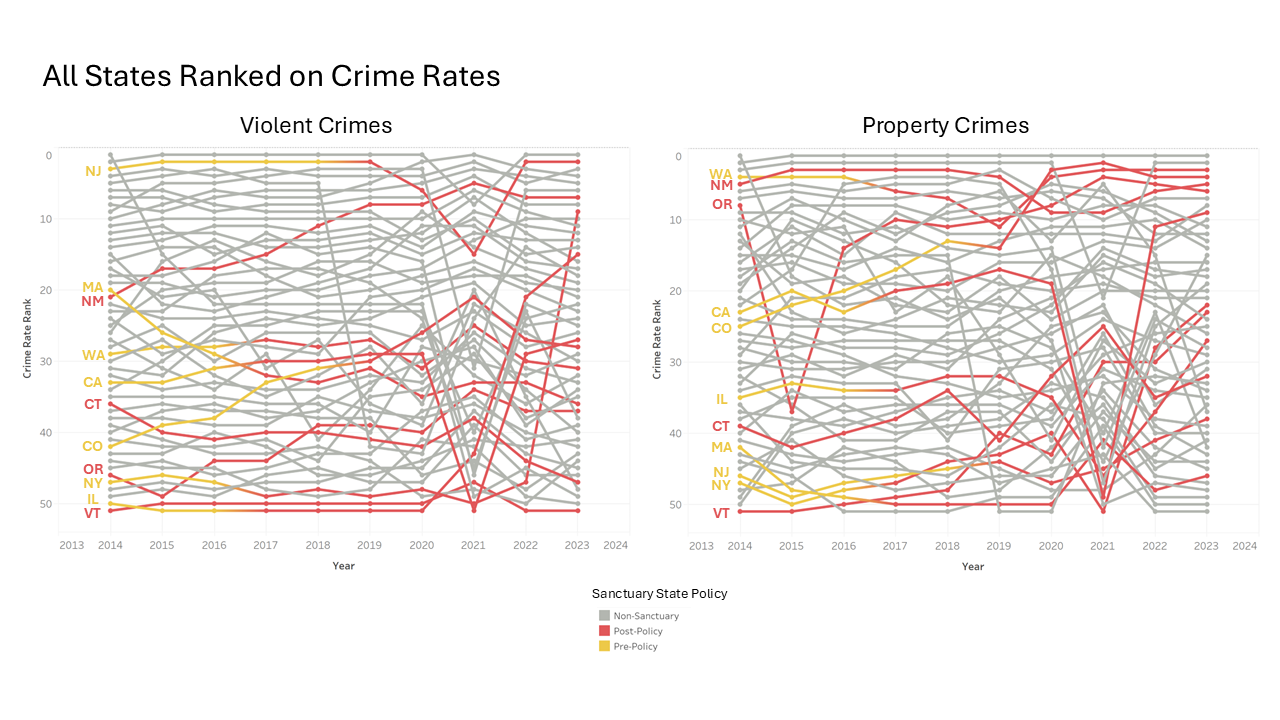 All States Ranked on Crime Rates
Violent Crimes
0
10
20
30
40
50
Crime Rate Rank
NJ
MA
NM
WA
CA
CT
CO
OR
NY
IL
VT
2013 2014 2015 2016 2017 2018 2019 2020 2021 2022 2023 2024
Year
Property Crimes
0
10
20
30
40
50
Crime Rate Rank
WA
NM
OR
CA
CO
IL
CT
MA
NJ
NY
VT
2013 2014 2015 2016 2017 2018 2019 2020 2021 2022 2023 2024
Year
Sanctuary State Policy
Non-Sanctuary
Post-Policy
Pre-Policy